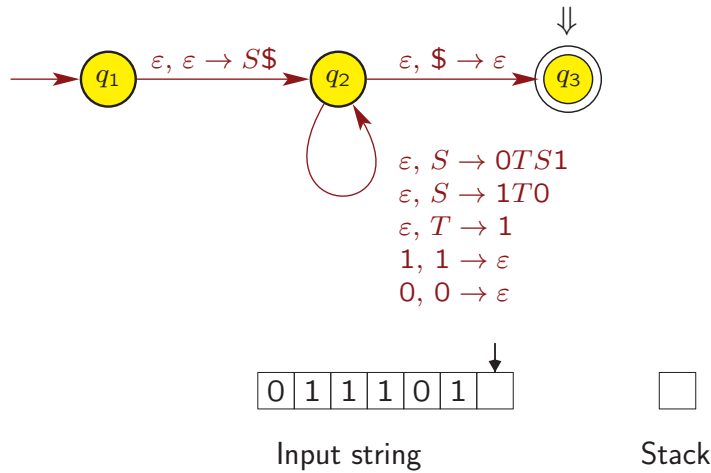 ⇓
q₁ ε, ε → S$ q₂ ε, $ → ε q₃
ε, S → 0TS1
ε, S → 1T0
ε, T → 1
1, 1 → ε
0, 0 → ε
0 1 1 1 0 1
Input string Stack